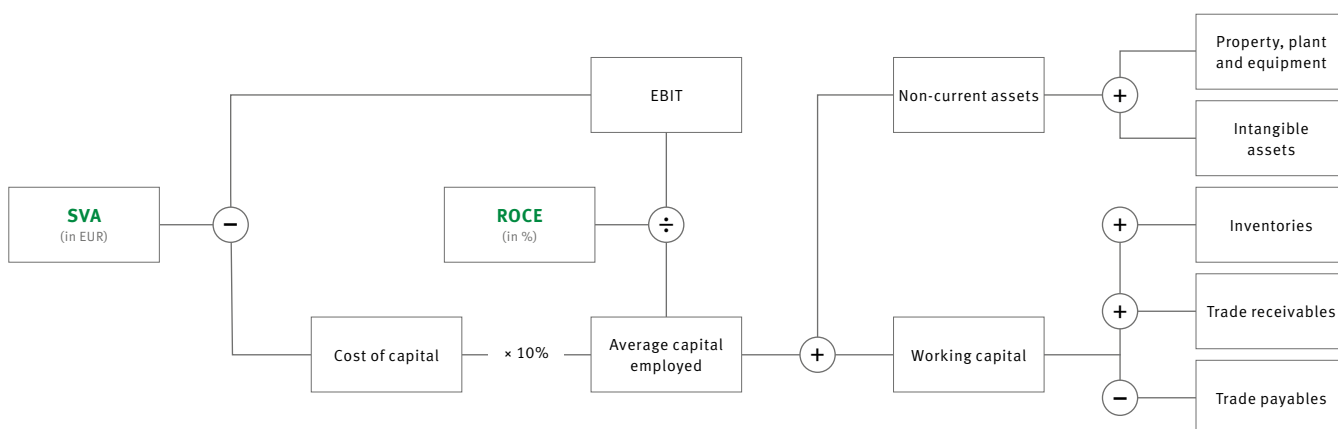 Property, plant
and equipment
EBIT
Non-current assets
+
Intangible
assets
SVA
(in EUR)
−
ROCE
(in %)
÷
+
Inventories
+
Trade receivables
Cost of capital
× 10%
Average capital
employed
+
Working capital
−
Trade payables